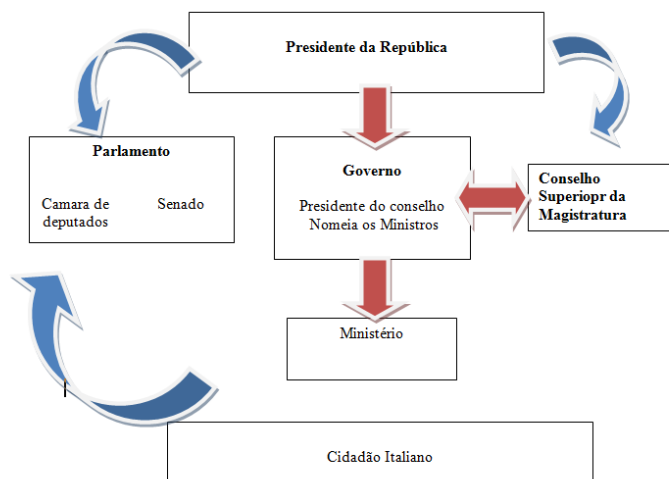 Presidente da República
Parlamento
Camara de
deputados
Senado
Governo
Presidente do conselho
Nomeia os Ministros
Conselho
Superiopr da
Magistratura
Ministério
Cidadão Italiano